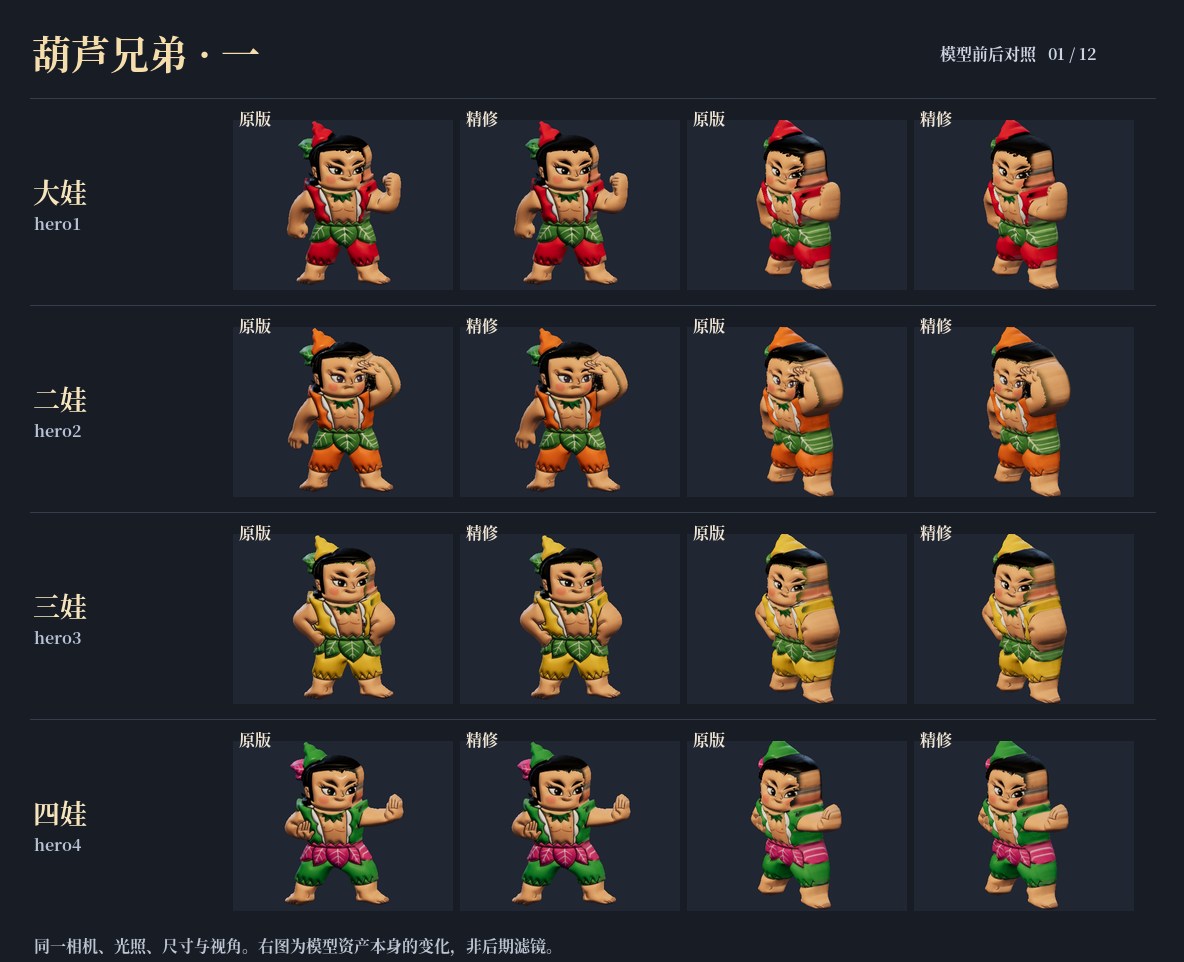 葫芦兄弟 · 一
模型前后对照 01 / 12
原版 精修 原版 精修
大娃
hero1
原版 精修 原版 精修
二娃
hero2
原版 精修 原版 精修
三娃
hero3
原版 精修 原版 精修
四娃
hero4
同一相机、光照、尺寸与视角。右图为模型资产本身的变化，非后期滤镜。